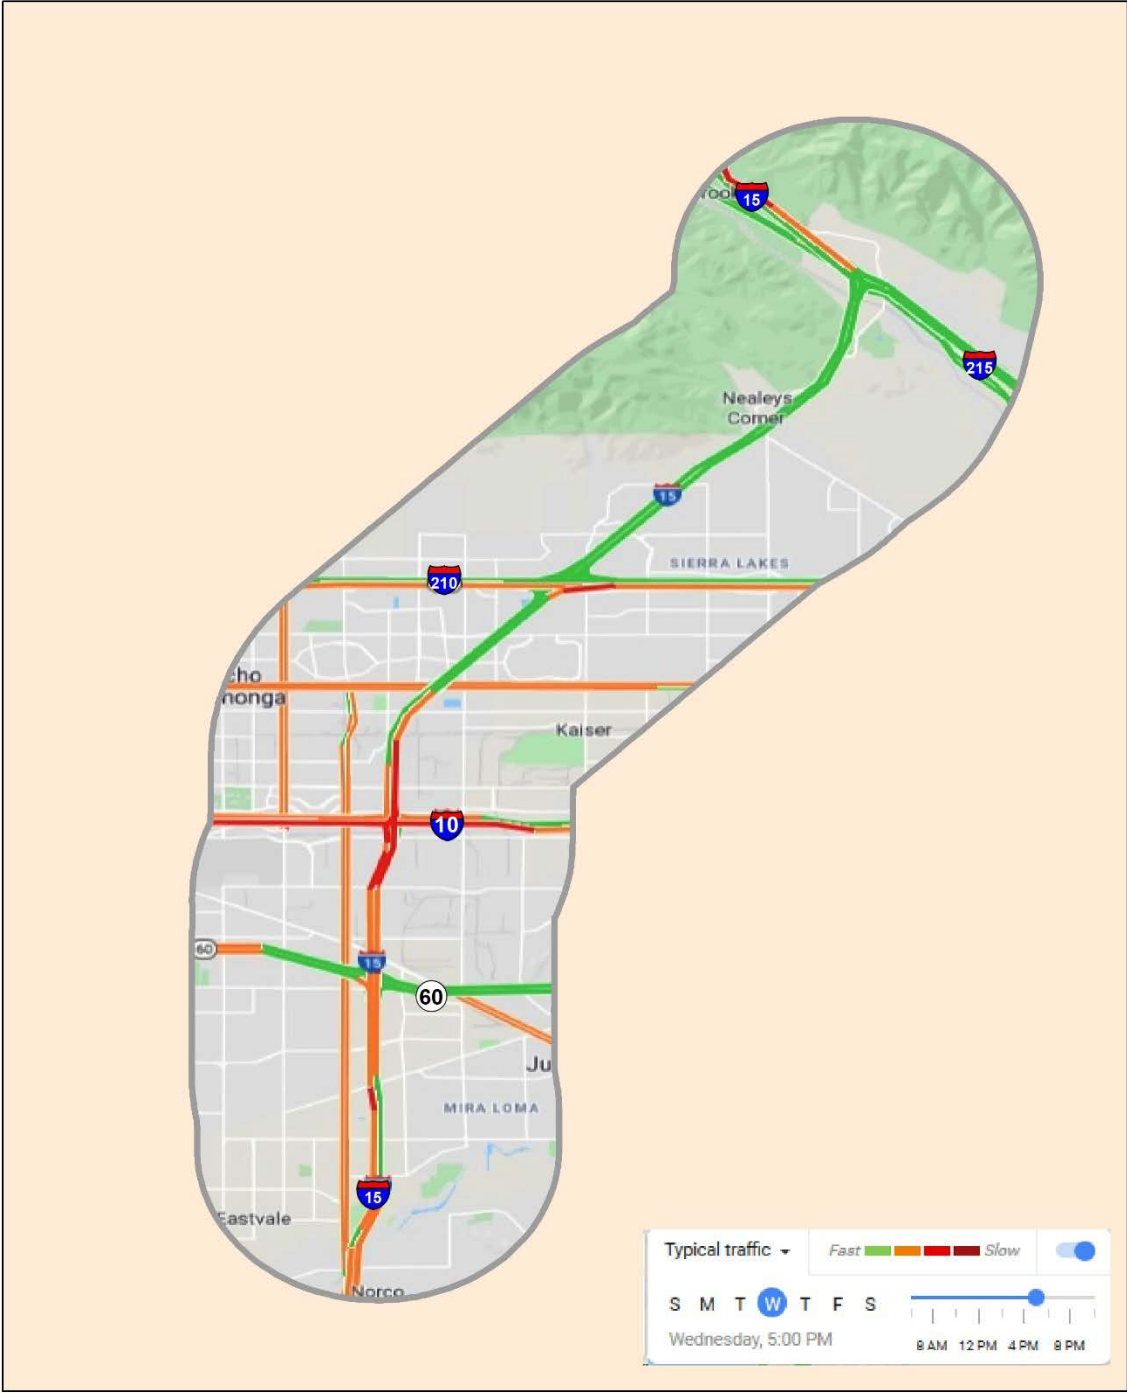 15
215
Nealeys
Corner
15
SIERRA LAKES
210
cho
nonga
Kaiser
10
60
15
60
Ju
MIRA LOMA
15
Eastvale
Norco
Typical traffic
Fast
Slow
S M T W T F S
Wednesday, 5:00 PM
8 AM 12 PM 4 PM 8 PM